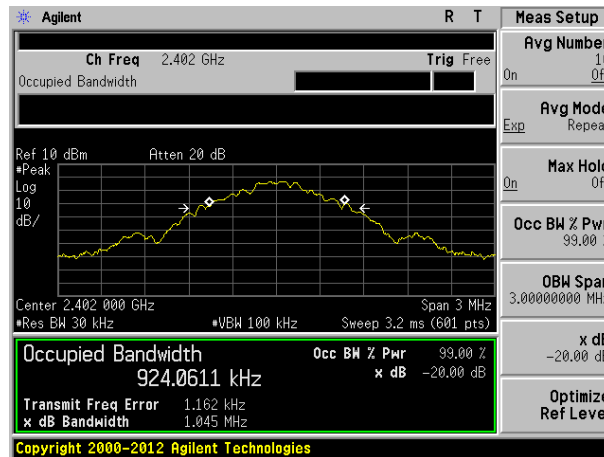 Agilent R T Meas Setup
Ch Freq 2.402 GHz Trig Free
Occupied Bandwidth
Ref 10 dBm Atten 20 dB
#Peak
Log
10
dB/
Center 2.402 000 GHz Span 3 MHz
#Res BW 30 kHz #VBW 100 kHz Sweep 3.2 ms (601 pts)
Occupied Bandwidth Occ BW % Pwr 99.00 %
924.0611 kHz x dB -20.00 dB
Transmit Freq Error 1.162 kHz
x dB Bandwidth 1.045 MHz
Copyright 2000-2012 Agilent Technologies
Avg Number
On
Avg Mode
Exp Repea
Max Hold
On Of
Occ BW % Pwr
99.00
OBW Span
3.00000000 MH
x dB
-20.00 dB
Optimize
Ref Level